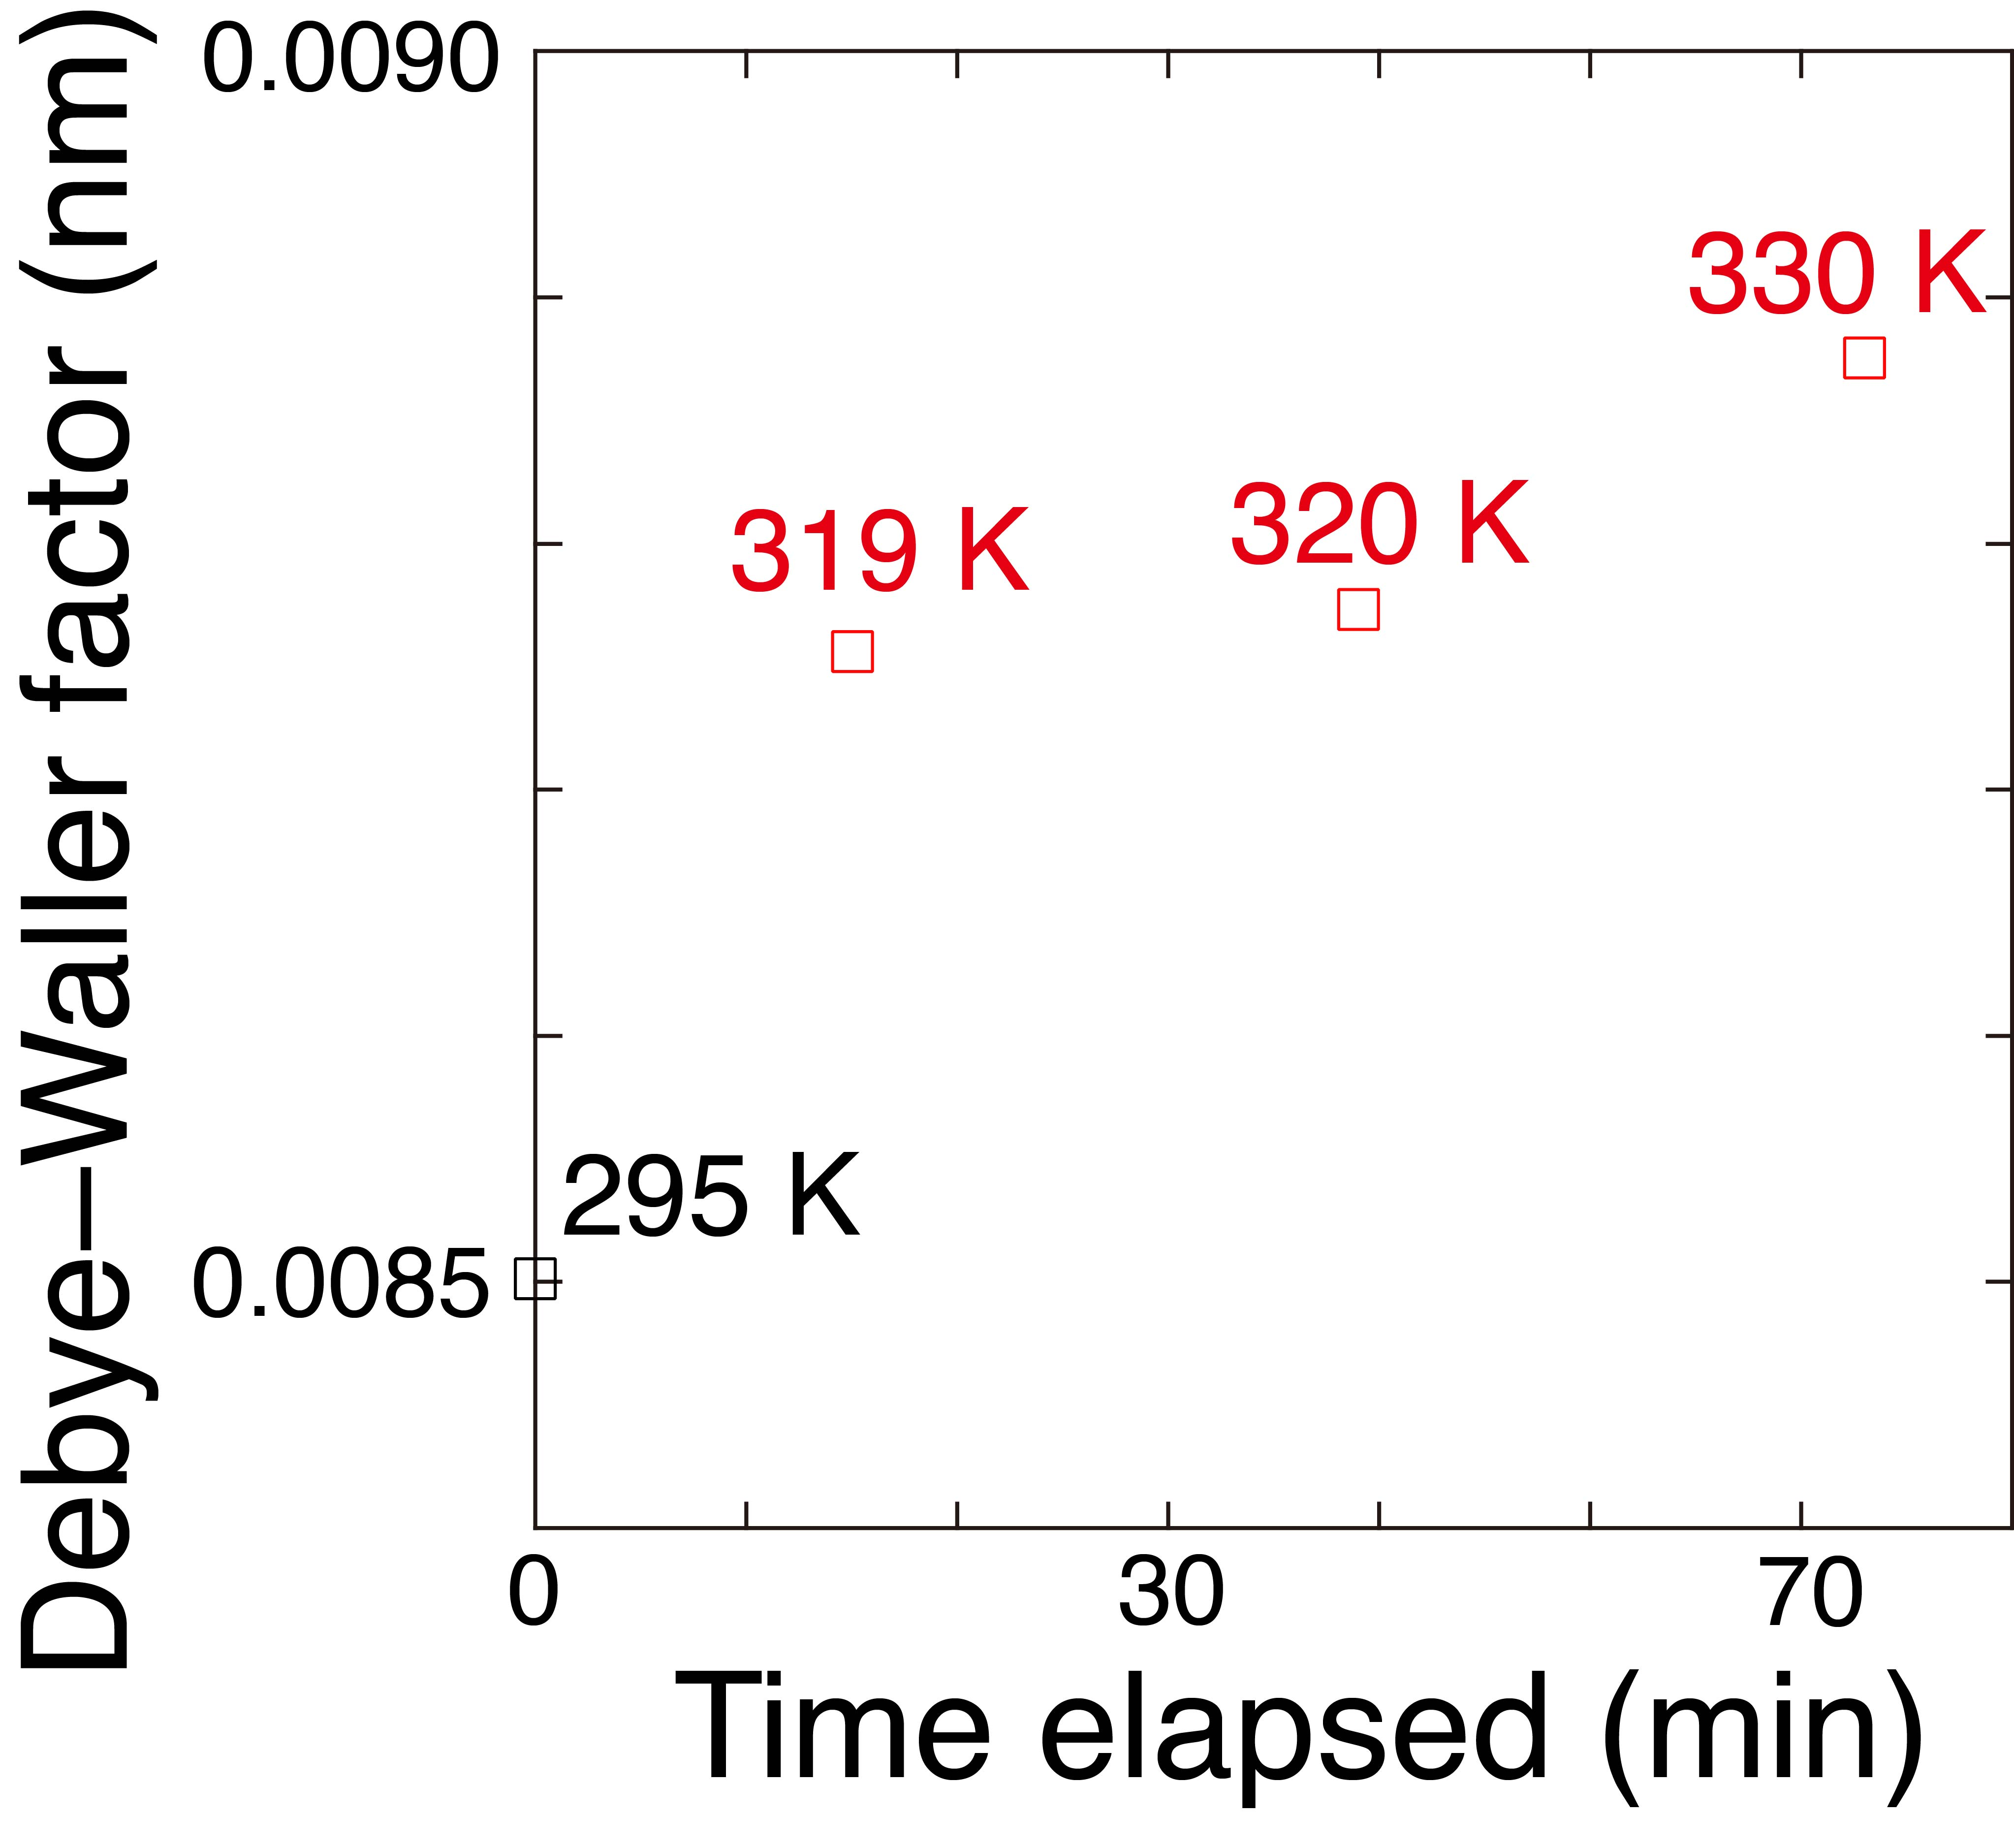 Debye–Waller factor (nm)
0.0090
330 K
320 K
319 K
295 K
0.0085
0
30
70
Time elapsed (min)